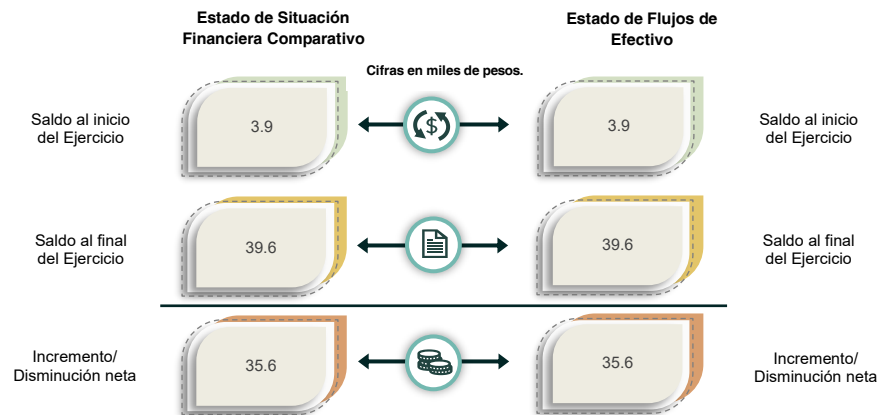 Estado de Situación
Financiera Comparativo
Estado de Flujos de
Efectivo
Cifras en miles de pesos.
Saldo al inicio
del Ejercicio
3.9
$
3.9
Saldo al inicio
del Ejercicio
Saldo al final
del Ejercicio
39.6
39.6
Saldo al final
del Ejercicio
Incremento/
Disminución neta
35.6
35.6
Incremento/
Disminución neta